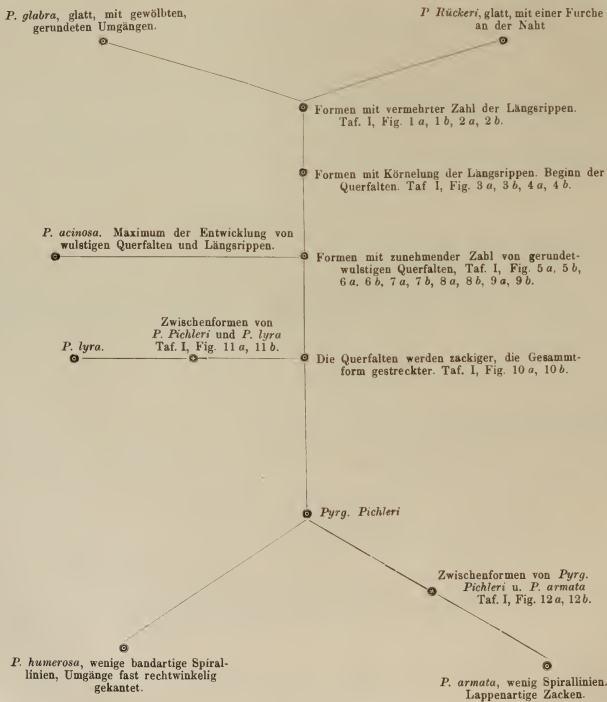 P. glabra, glatt, mit gewölbten,
gerundeten Umgängen.
P Rückeri, glatt, mit einer Furche
an der Naht
Formen mit vermehrter Zahl der Längsrippen.
Taf. I, Fig. 1 a, 1 b, 2 a, 2 b.
Formen mit Körnelung der Längsrippen. Beginn der
Querfalten. Taf I, Fig. 3 a, 3 b, 4 a, 4 b.
P. acinosa. Maximum der Entwicklung von
wulstigen Querfalten und Längsrippen.
Formen mit zunehmender Zahl von gerundet-
wulstigen Querfalten, Taf. I, Fig. 5 a. 5 b,
6 a. 6 b, 7 a, 7 b, 8 a, 8 b, 9 a, 9 b.
Zwischenformen von
P. Pichleri und P. lyra
Taf. I, Fig. 11 a, 11 b.
P. lyra.
Die Querfalten werden zackiger, die Gesammt-
form gestreckter. Taf. I, Fig. 10 a, 10 b.
Pyrg. Pichleri
Zwischenformen von Pyrg.
Pichleri u. P. armata
Taf. I, Fig. 12 a, 12 b.
P. humerosa, wenige bandartige Spiral-
linien, Umgänge fast rechtwinkelig
gekantet.
P. armata, wenig Spirallinien.
Lappenartige Zacken.